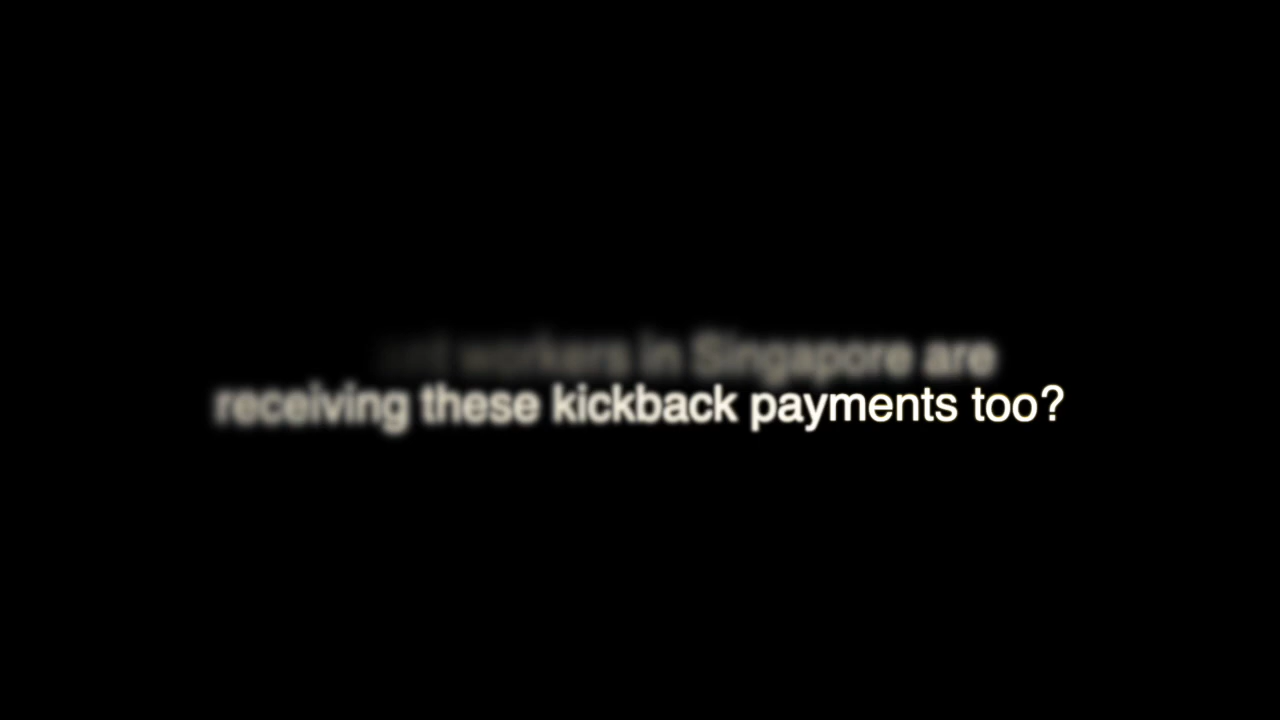 workers in Singapore are
receiving these kickback payments too?